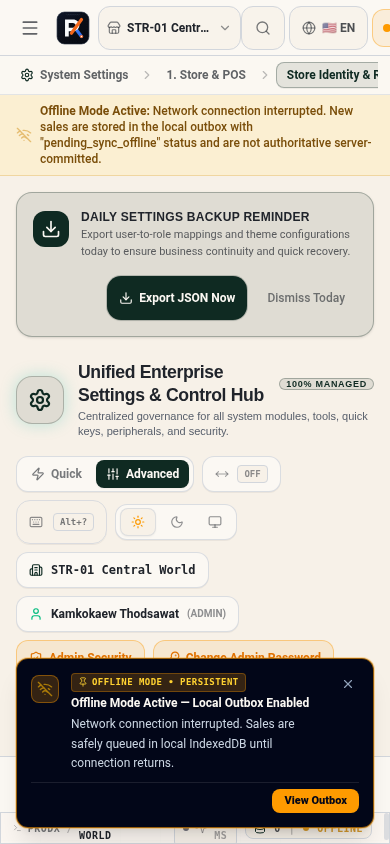 STR-01 Centr...
🇺🇸 EN
System Settings
1. Store & POS
Store Identity & R
Offline Mode Active: Network connection interrupted. New
sales are stored in the local outbox with
"pending_sync_offline" status and are not authoritative server-
committed.
DAILY SETTINGS BACKUP REMINDER
Export user-to-role mappings and theme configurations
today to ensure business continuity and quick recovery.
Export JSON Now
Dismiss Today
Unified Enterprise
Settings & Control Hub
100% MANAGED
Centralized governance for all system modules, tools, quick
keys, peripherals, and security.
Quick
Advanced
OFF
Alt+?
STR-01 Central World
Kamkokaew Thodsawat (ADMIN)
Admin Security
Change Admin Password
OFFLINE MODE • PERSISTENT
Offline Mode Active — Local Outbox Enabled
Network connection interrupted. Sales are
safely queued in local IndexedDB until
connection returns.
View Outbox
WORLD
MS